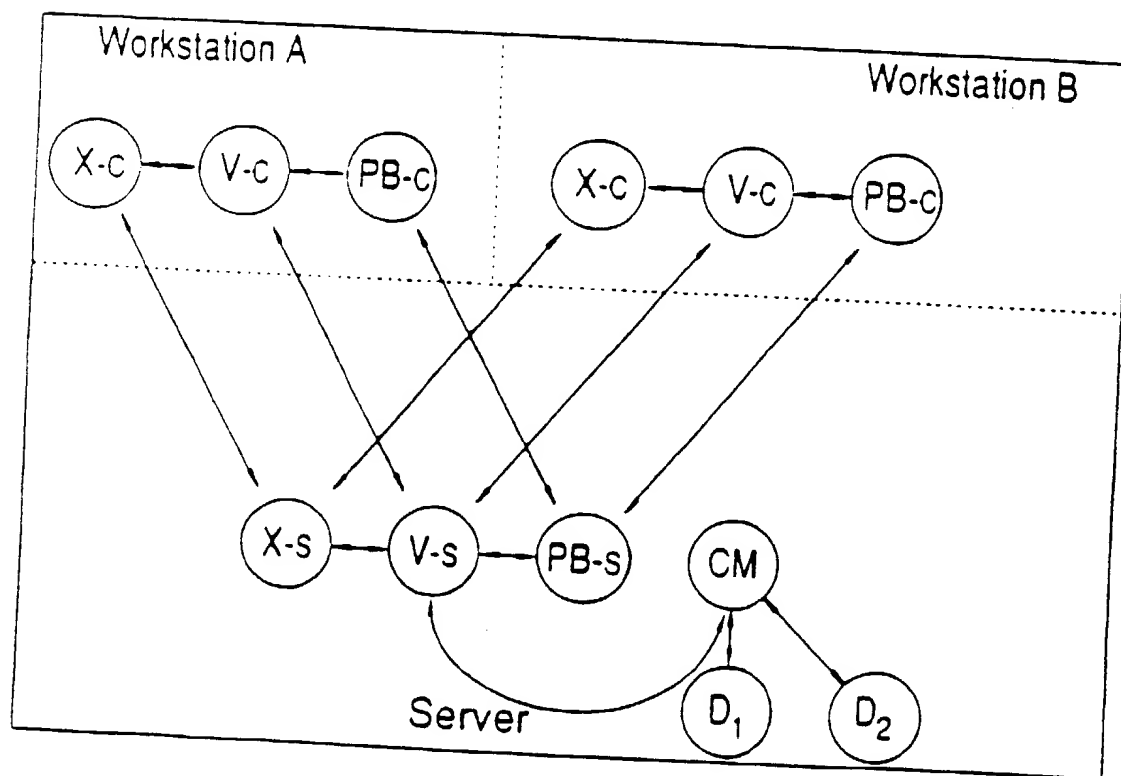 Workstation A
Workstation B
X-c
V-c
PB-c
X-c
V-c
PB-c
X-s
V-s
PB-s
CM
Server
D₁
D₂